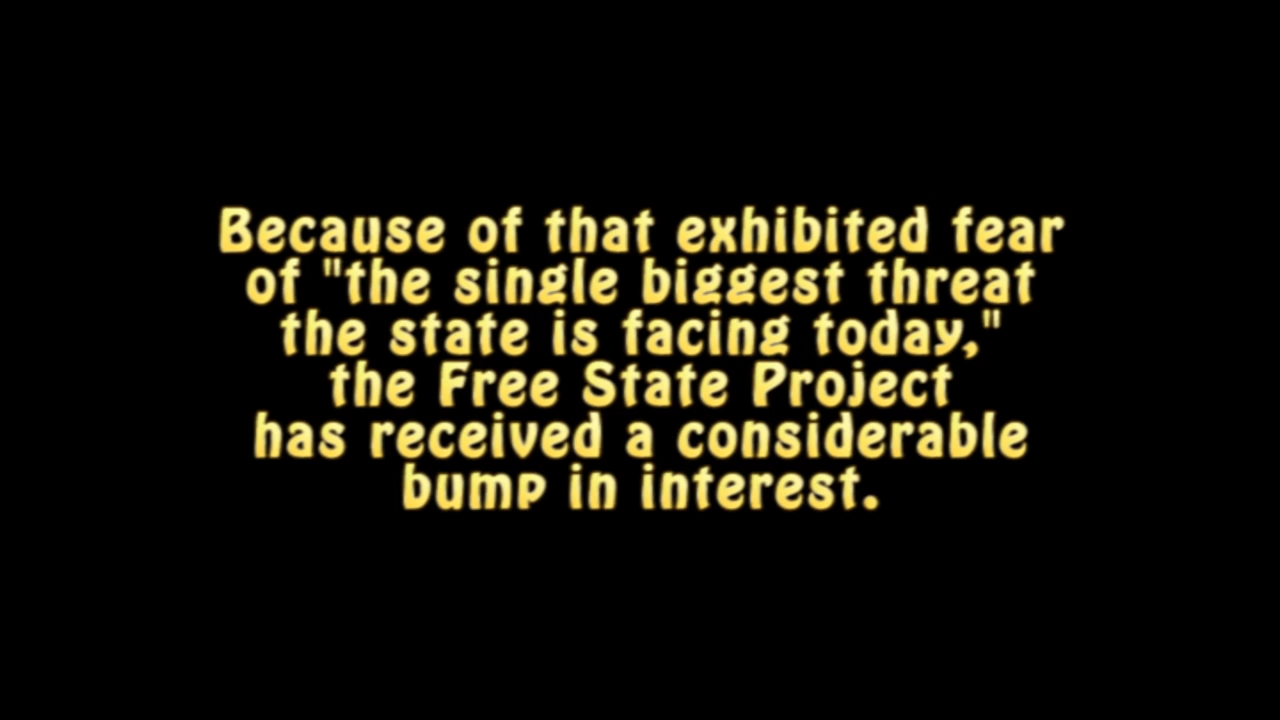 Because of that exhibited fear
of "the single biggest threat
the state is facing today,"
the Free State Project
has received a considerable
bump in interest.